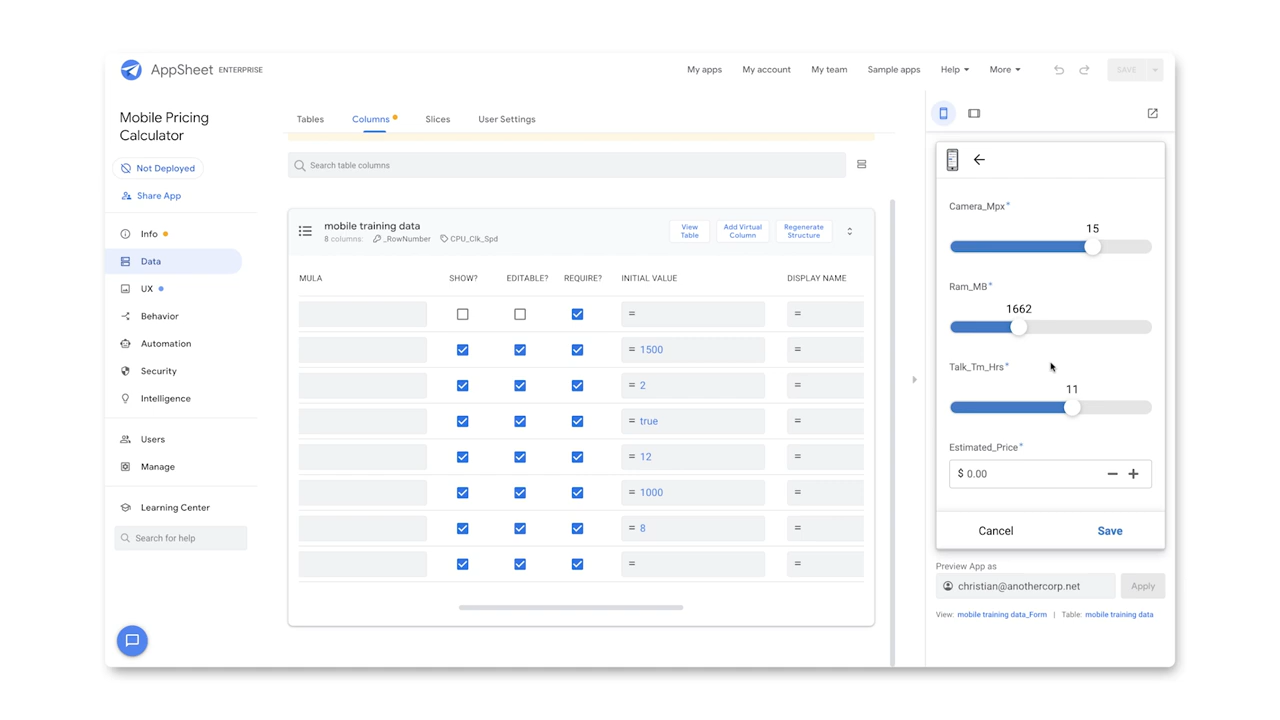 AppSheet ENTERPRISE
My apps My account My team Sample apps Help More SAVE
Mobile Pricing
Calculator
Not Deployed
Share App
Info
Data
UX
Behavior
Automation
Security
Intelligence
Users
Manage
Learning Center
Search for help
Tables Columns Slices User Settings
Search table columns
mobile training data
8 columns: _RowNumber CPU_Clk_Spd
View
Table
Add Virtual
Column
Regenerate
Structure
MULA SHOW? EDITABLE? REQUIRE? INITIAL VALUE DISPLAY NAME
= =
= 1500 =
= 2 =
= true =
= 12 =
= 1000 =
= 8 =
= =
Camera_Mpx*
15
Ram_MB*
1662
Talk_Tm_Hrs*
11
Estimated_Price*
$ 0.00
Cancel Save
Preview App as
christian@anothercorp.net Apply
View: mobile training data_Form | Table: mobile training data